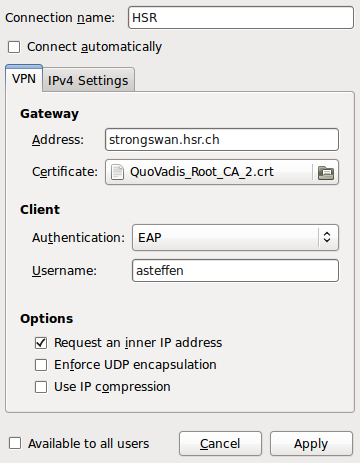 Connection name: HSR
Connect automatically
VPN IPv4 Settings
Gateway
Address: strongswan.hsr.ch
Certificate: QuoVadis_Root_CA_2.crt
Client
Authentication: EAP
Username: asteffen
Options
Request an inner IP address
Enforce UDP encapsulation
Use IP compression
Available to all users Cancel Apply